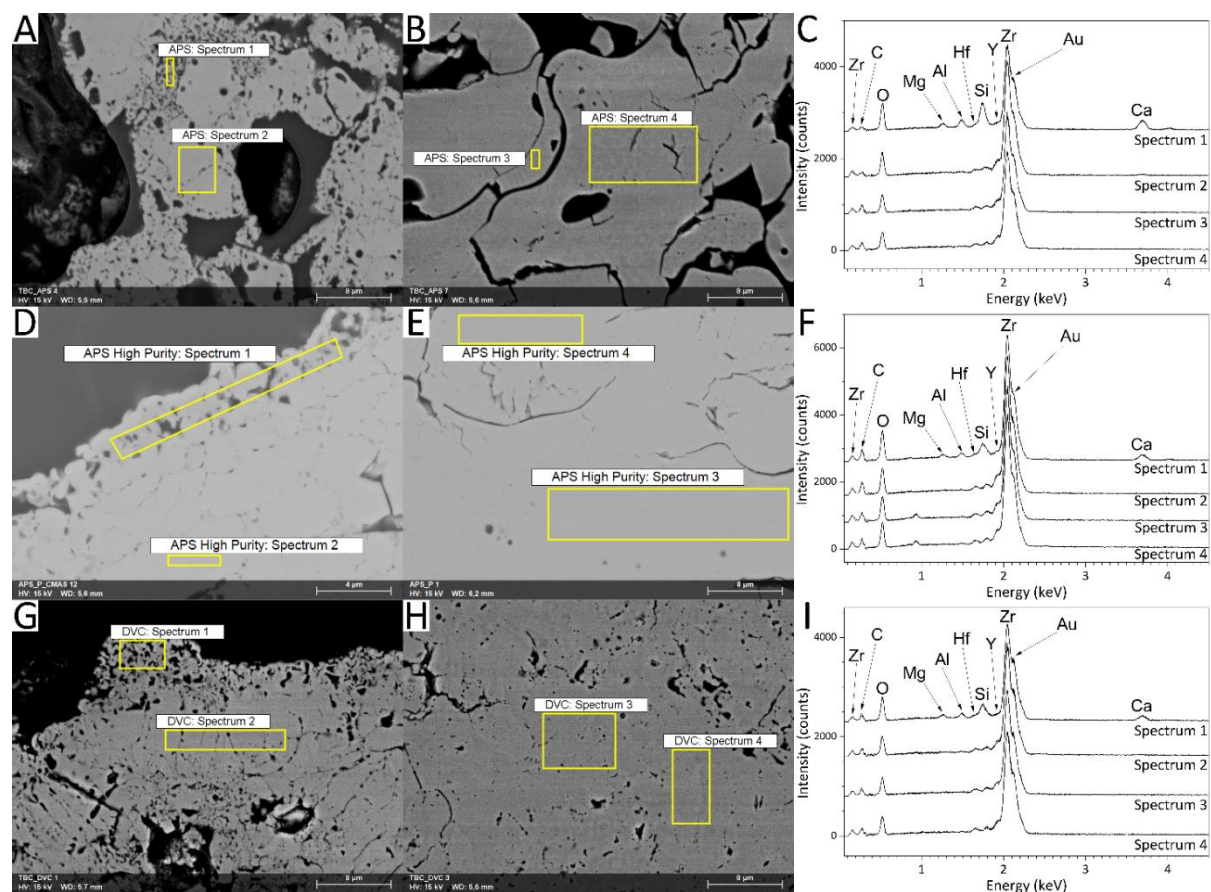 A
APS: Spectrum 1
APS: Spectrum 2
TBC_APS 4
HV: 15 kV WD: 5,5 mm
8 µm
B
APS: Spectrum 3
APS: Spectrum 4
TBC_APS 7
HV: 15 kV WD: 5,6 mm
8 µm
C
Intensity (counts)
4000
2000
0
Zr
C
O
Mg
Al
Hf
Si
Y
Zr
Au
Ca
Spectrum 1
Spectrum 2
Spectrum 3
Spectrum 4
1
2
3
4
Energy (keV)
D
APS High Purity: Spectrum 1
APS High Purity: Spectrum 2
APS_P_CMAS 12
HV: 15 kV WD: 5,6 mm
4 µm
E
APS High Purity: Spectrum 4
APS High Purity: Spectrum 3
APS_P 1
HV: 15 kV WD: 6,2 mm
8 µm
F
Intensity (counts)
6000
4000
2000
0
Zr
C
O
Mg
Al
Hf
Si
Y
Zr
Au
Ca
Spectrum 1
Spectrum 2
Spectrum 3
Spectrum 4
1
2
3
4
Energy (keV)
G
DVC: Spectrum 1
DVC: Spectrum 2
TBC_DVC 1
HV: 15 kV WD: 5,7 mm
8 µm
H
DVC: Spectrum 3
DVC: Spectrum 4
TBC_DVC 3
HV: 15 kV WD: 5,5 mm
8 µm
I
Intensity (counts)
4000
2000
0
Zr
C
O
Mg
Al
Hf
Si
Y
Zr
Au
Ca
Spectrum 1
Spectrum 2
Spectrum 3
Spectrum 4
1
2
3
4
Energy (keV)